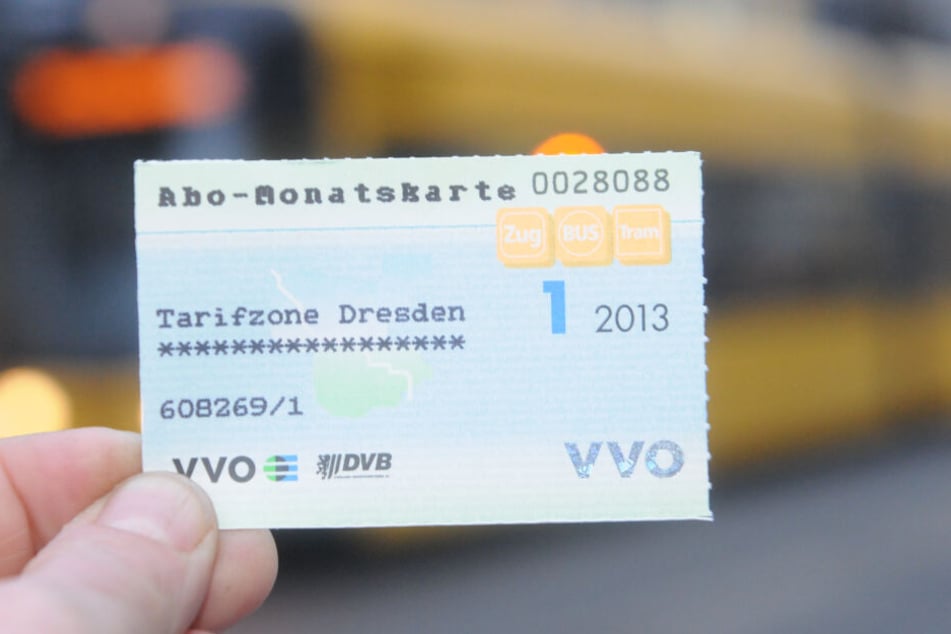 Abo-Monatskarte 0028088
Zug BUS Tram
Tarifzone Dresden 1 2013
*****************
608269/1
VVO DVB VVO